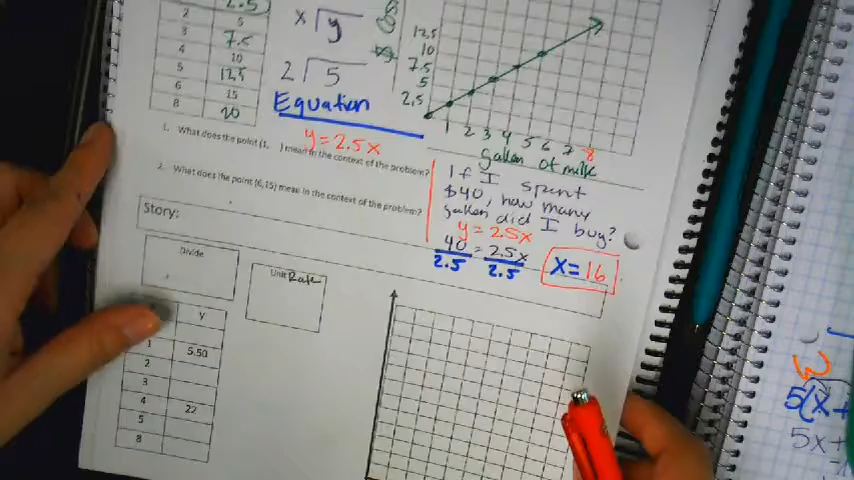 2.5
2 5
3 7.5
4 10
5 12.5
6 15
8 20
x y
2 5
Equation
y = 2.5x
12.5
10
7.5
5
2.5
1 2 3 4 5 6 7 8
gallon of milk
1. What does the point (1, ) mean in the context of the problem?
2. What does the point (6,15) mean in the context of the problem?
If I spent
$40, how many
gallon did I buy?
y = 2.5x
40 = 2.5x
2.5 2.5
x = 16
Story:
Divide
Unit Rate
y
1 5.50
2
3
4 22
5
8
3
5(x+
5x+